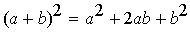 (a + b)² = a² + 2ab + b²